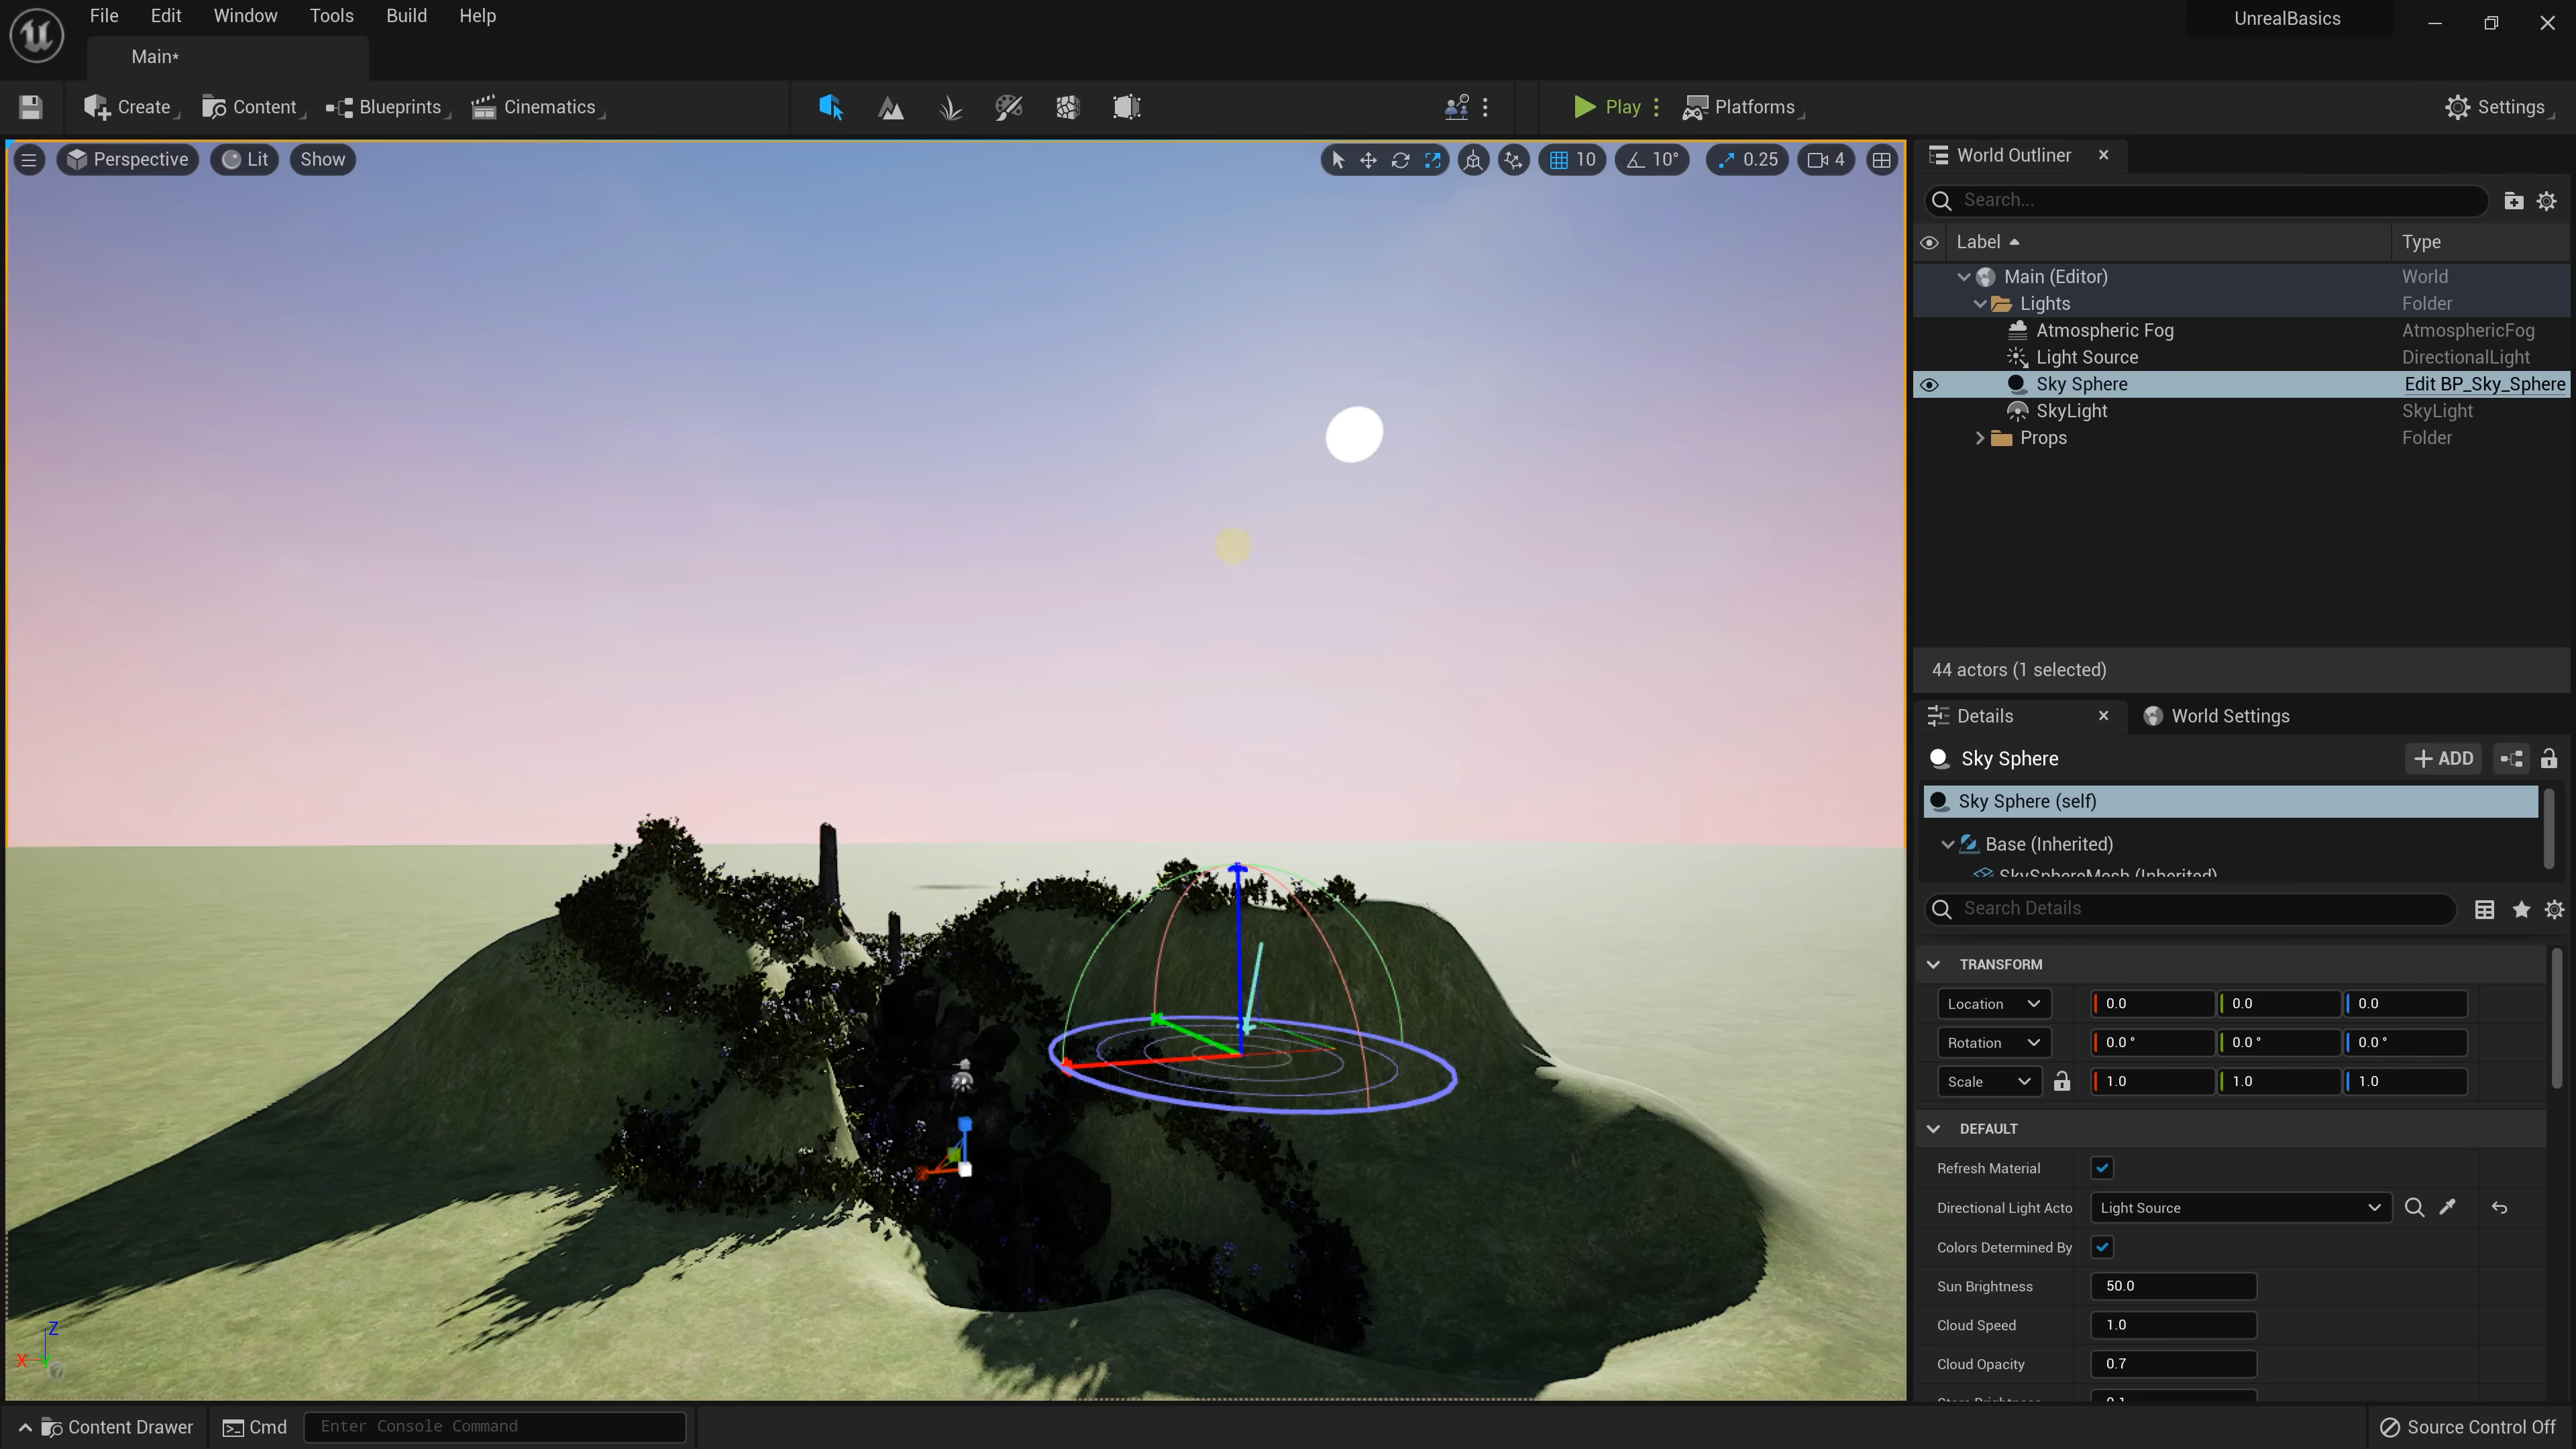 File Edit Window Tools Build Help
UnrealBasics
Main*
Create Content Blueprints Cinematics
Play Platforms Settings
Perspective Lit Show
10 10° 0.25 4
World Outliner
Search...
Label Type
Main (Editor) World
Lights Folder
Atmospheric Fog AtmosphericFog
Light Source DirectionalLight
Sky Sphere Edit BP_Sky_Sphere
SkyLight SkyLight
Props Folder
44 actors (1 selected)
Details World Settings
Sky Sphere ADD
Sky Sphere (self)
Base (Inherited)
SkySphereMesh (Inherited)
Search Details
TRANSFORM
Location 0.0 0.0 0.0
Rotation 0.0 ° 0.0 ° 0.0 °
Scale 1.0 1.0 1.0
DEFAULT
Refresh Material
Directional Light Acto Light Source
Colors Determined By
Sun Brightness 50.0
Cloud Speed 1.0
Cloud Opacity 0.7
Z
X
Content Drawer Cmd Enter Console Command Source Control Off